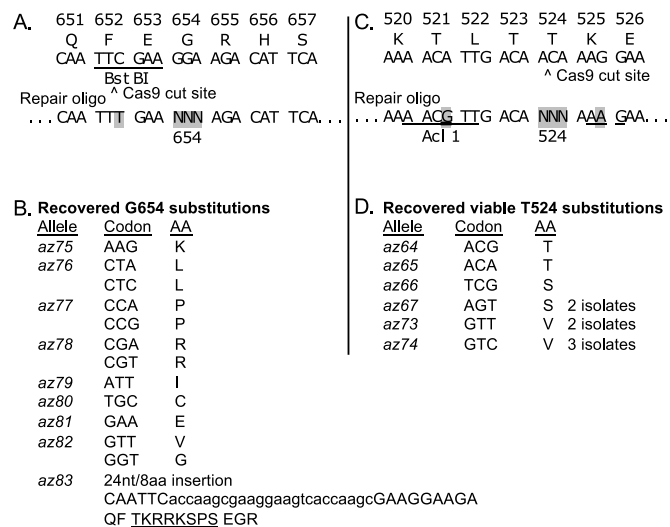 A.
651 652 653 654 655 656 657
Q F E G R H S
CAA TTC GAA GGA AGA CAT TCA
Bst BI
^ Cas9 cut site
Repair oligo
. . . CAA TTT GAA NNN AGA CAT TCA. . .
654
B. Recovered G654 substitutions
Allele Codon AA
az75 AAG K
az76 CTA L
CTC L
az77 CCA P
CCG P
az78 CGA R
CGT R
az79 ATT I
az80 TGC C
az81 GAA E
az82 GTT V
GGT G
az83 24nt/8aa insertion
CAATTCaccaagcgaaggaagtcaccaagcGAAGGAAGA
QF TKRRKSPS EGR
C.
520 521 522 523 524 525 526
K T L T T K E
AAA ACA TTG ACA ACA AAG GAA
^ Cas9 cut site
Repair oligo
. . . AAA ACG TTG ACA NNN AAA GAA. . .
Acl 1
524
D. Recovered viable T524 substitutions
Allele Codon AA
az64 ACG T
az65 ACA T
az66 TCG S
az67 AGT S 2 isolates
az73 GTT V 2 isolates
az74 GTC V 3 isolates